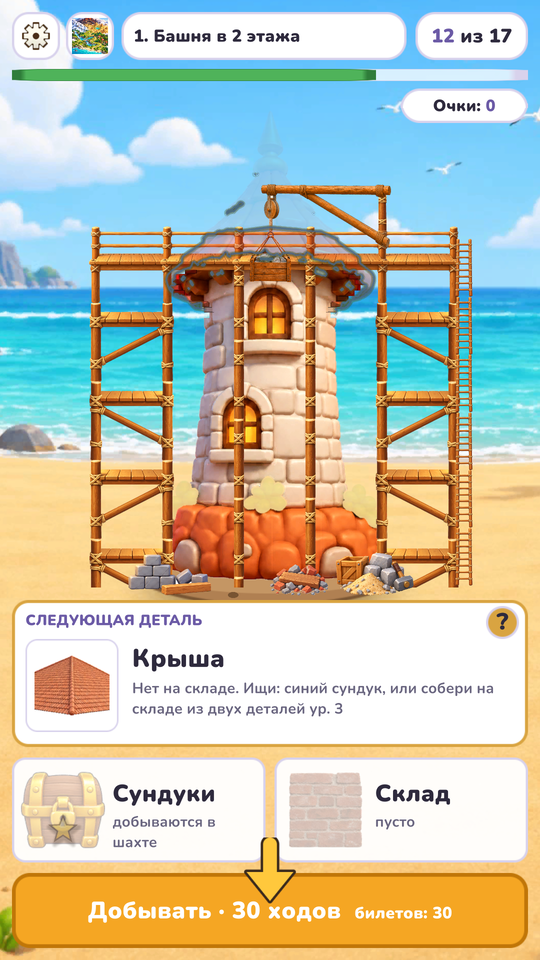 1. Башня в 2 этажа
12 из 17
Очки: 0
СЛЕДУЮЩАЯ ДЕТАЛЬ
?
Крыша
Нет на складе. Ищи: синий сундук, или собери на
складе из двух деталей ур. 3
Сундуки
добываются в
шахте
Склад
пусто
Добывать · 30 ходов билетов: 30